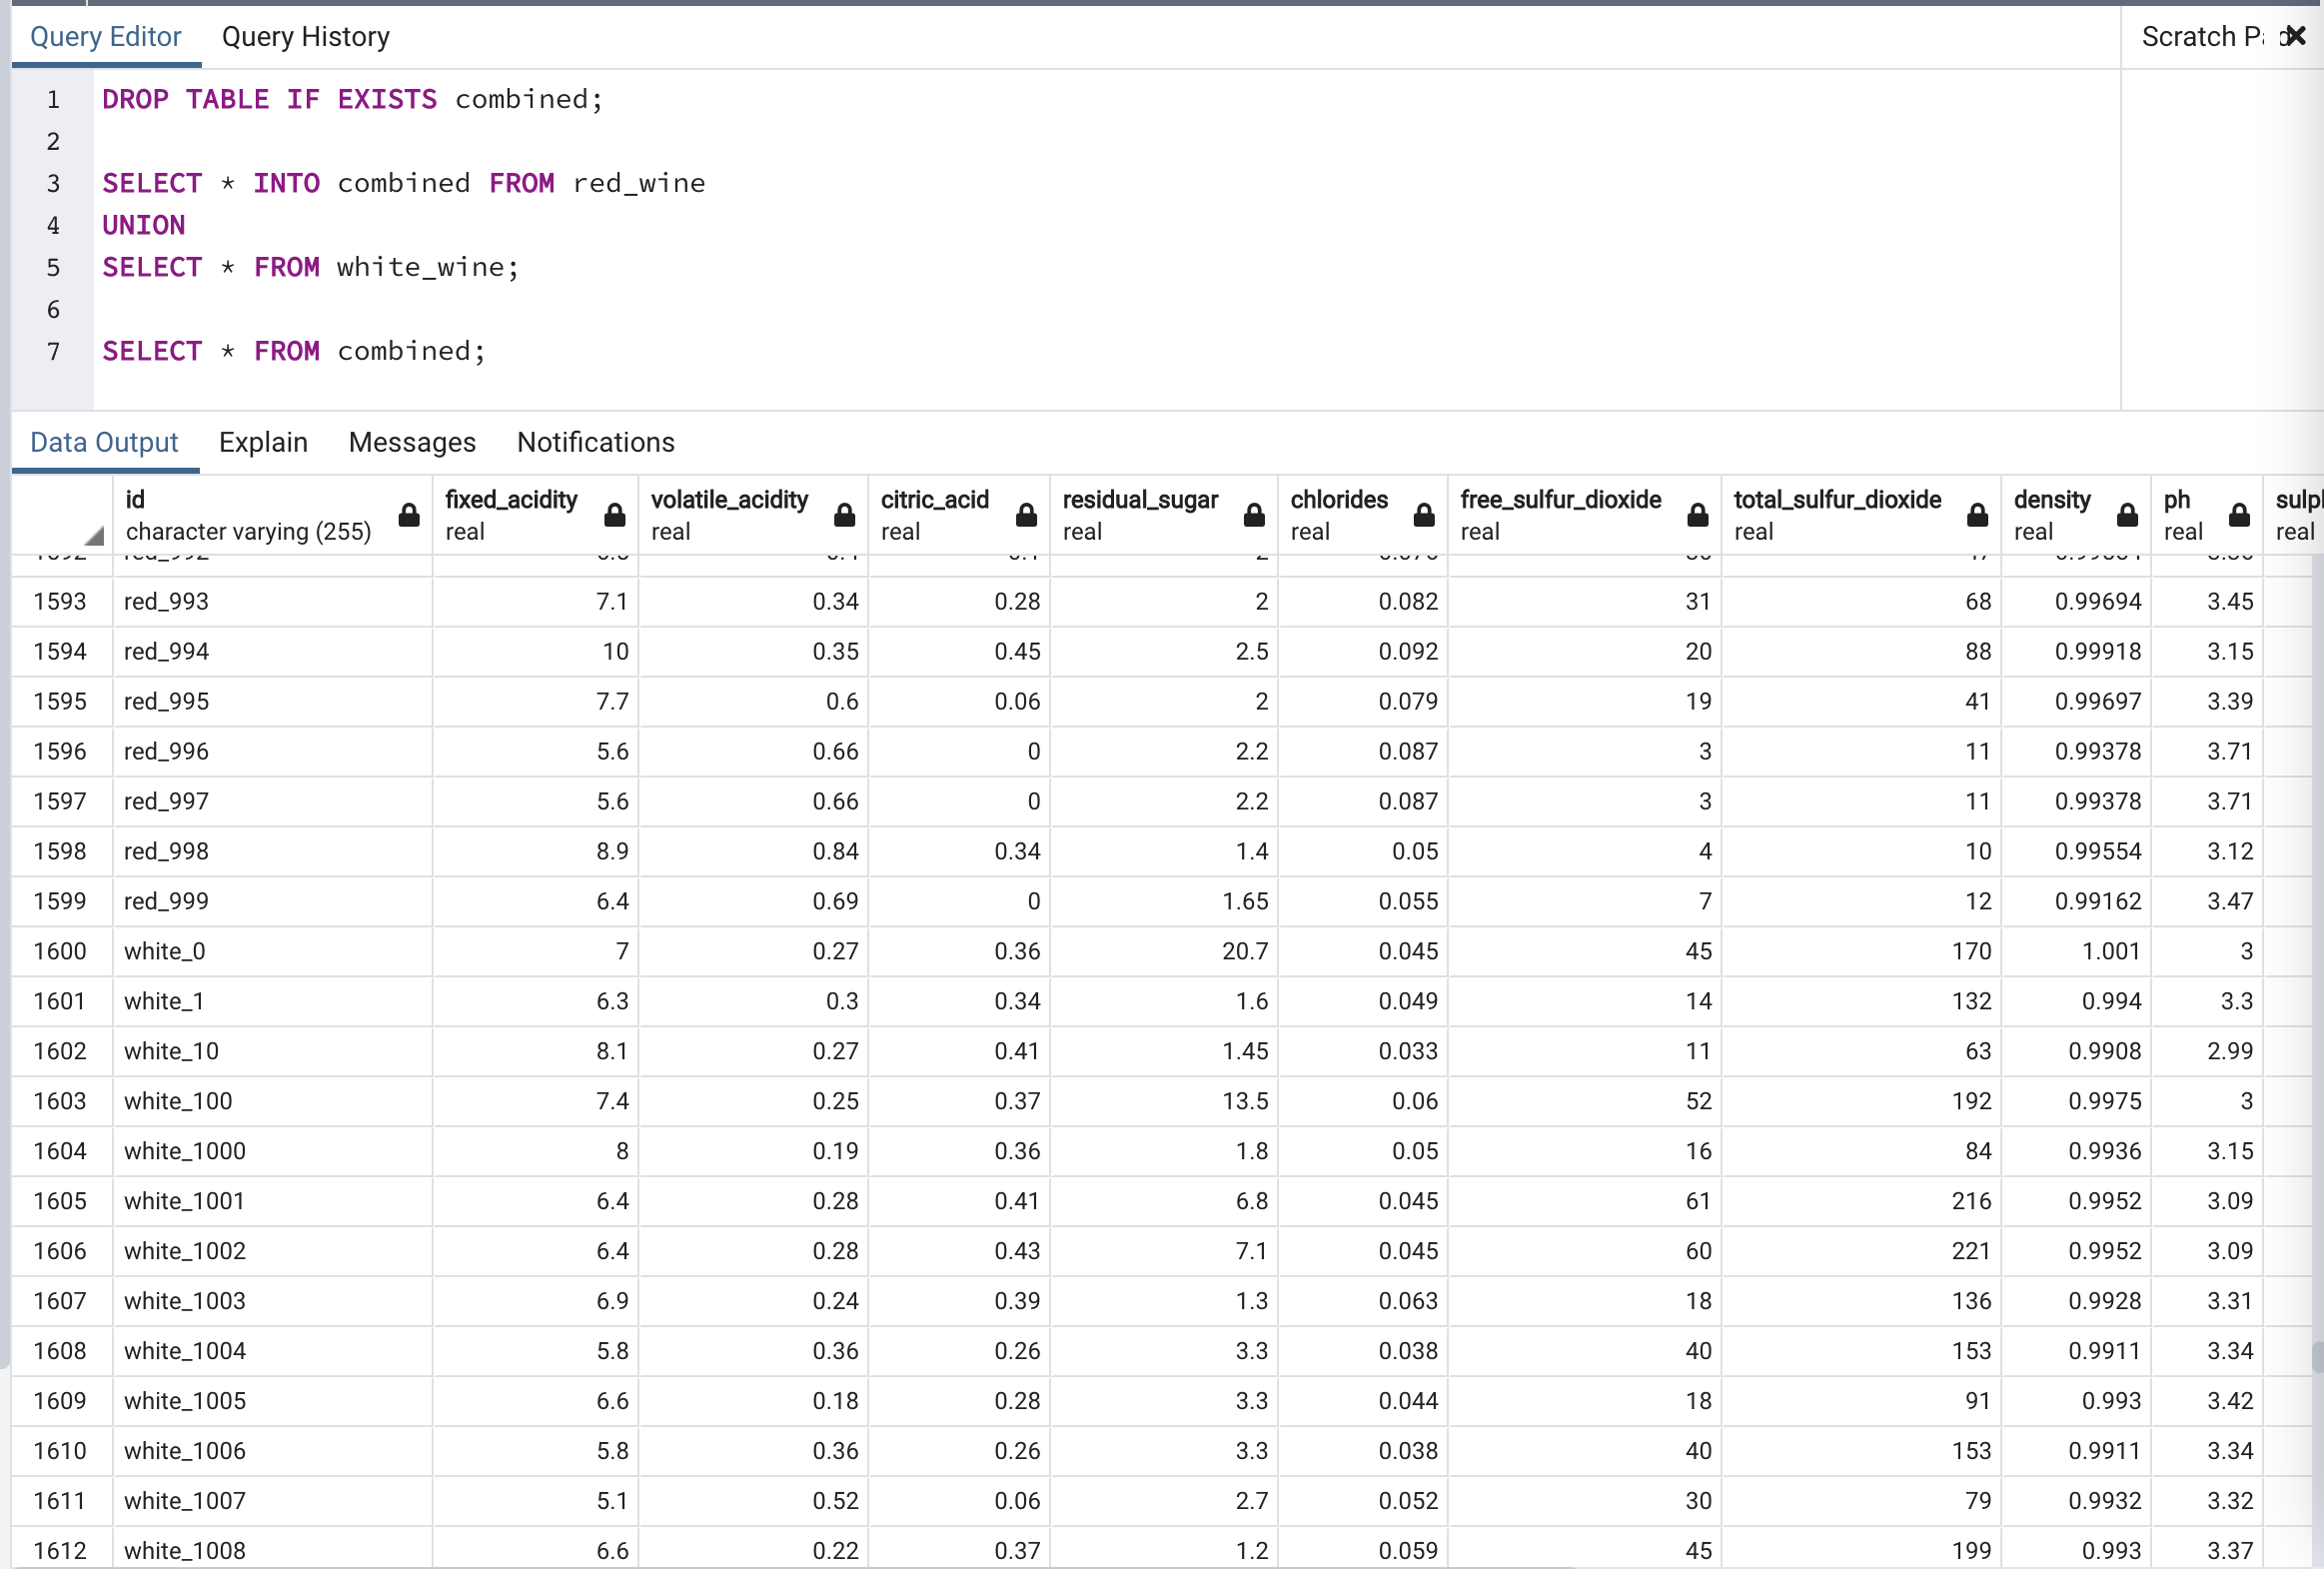 Query Editor Query History Scratch Pad
1 DROP TABLE IF EXISTS combined;
2
3 SELECT * INTO combined FROM red_wine
4 UNION
5 SELECT * FROM white_wine;
6
7 SELECT * FROM combined;
Data Output Explain Messages Notifications
id fixed_acidity volatile_acidity citric_acid residual_sugar chlorides free_sulfur_dioxide total_sulfur_dioxide density ph
character varying (255) real real real real real real real real real real
1593 red_993 7.1 0.34 0.28 2 0.082 31 68 0.99694 3.45
1594 red_994 10 0.35 0.45 2.5 0.092 20 88 0.99918 3.15
1595 red_995 7.7 0.6 0.06 2 0.079 19 41 0.99697 3.39
1596 red_996 5.6 0.66 0 2.2 0.087 3 11 0.99378 3.71
1597 red_997 5.6 0.66 0 2.2 0.087 3 11 0.99378 3.71
1598 red_998 8.9 0.84 0.34 1.4 0.05 4 10 0.99554 3.12
1599 red_999 6.4 0.69 0 1.65 0.055 7 12 0.99162 3.47
1600 white_0 7 0.27 0.36 20.7 0.045 45 170 1.001 3
1601 white_1 6.3 0.3 0.34 1.6 0.049 14 132 0.994 3.3
1602 white_10 8.1 0.27 0.41 1.45 0.033 11 63 0.9908 2.99
1603 white_100 7.4 0.25 0.37 13.5 0.06 52 192 0.9975 3
1604 white_1000 8 0.19 0.36 1.8 0.05 16 84 0.9936 3.15
1605 white_1001 6.4 0.28 0.41 6.8 0.045 61 216 0.9952 3.09
1606 white_1002 6.4 0.28 0.43 7.1 0.045 60 221 0.9952 3.09
1607 white_1003 6.9 0.24 0.39 1.3 0.063 18 136 0.9928 3.31
1608 white_1004 5.8 0.36 0.26 3.3 0.038 40 153 0.9911 3.34
1609 white_1005 6.6 0.18 0.28 3.3 0.044 18 91 0.993 3.42
1610 white_1006 5.8 0.36 0.26 3.3 0.038 40 153 0.9911 3.34
1611 white_1007 5.1 0.52 0.06 2.7 0.052 30 79 0.9932 3.32
1612 white_1008 6.6 0.22 0.37 1.2 0.059 45 199 0.993 3.37